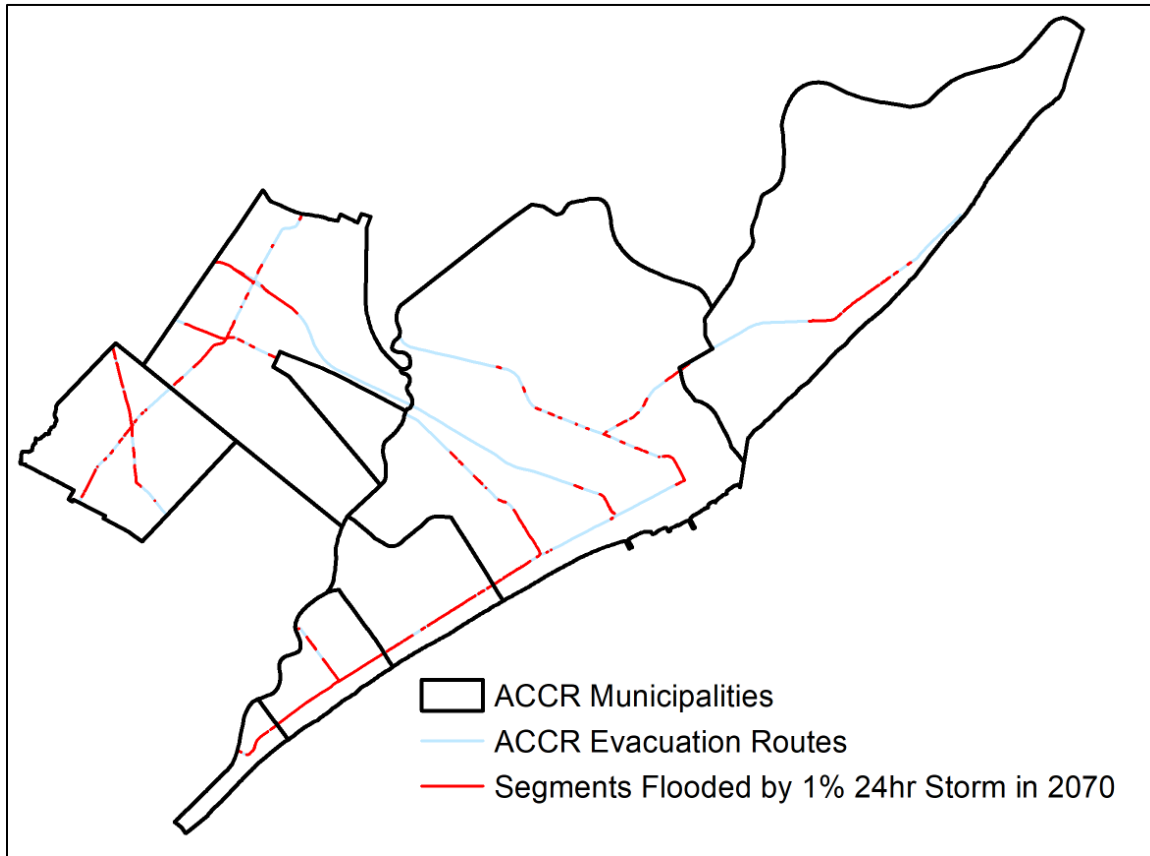 ACCR Municipalities
ACCR Evacuation Routes
Segments Flooded by 1% 24hr Storm in 2070